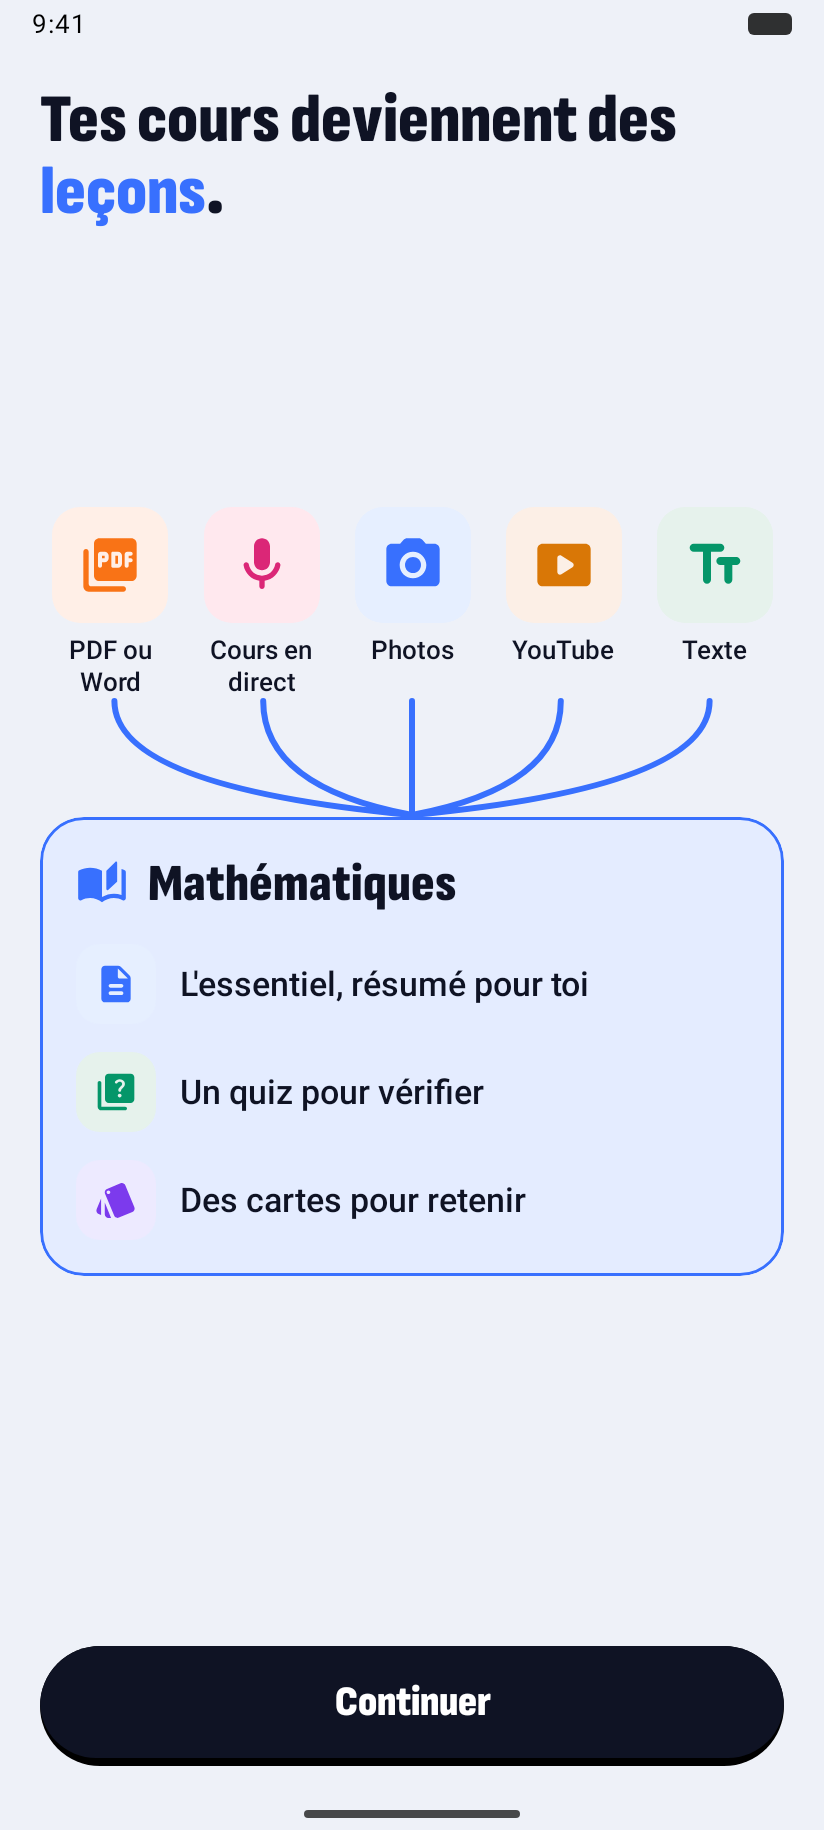 9:41
Tes cours deviennent des
leçons.
PDF
PDF ou
Word
Cours en
direct
Photos
YouTube
Tт
Texte
Mathématiques
L'essentiel, résumé pour toi
?
Un quiz pour vérifier
Des cartes pour retenir
Continuer